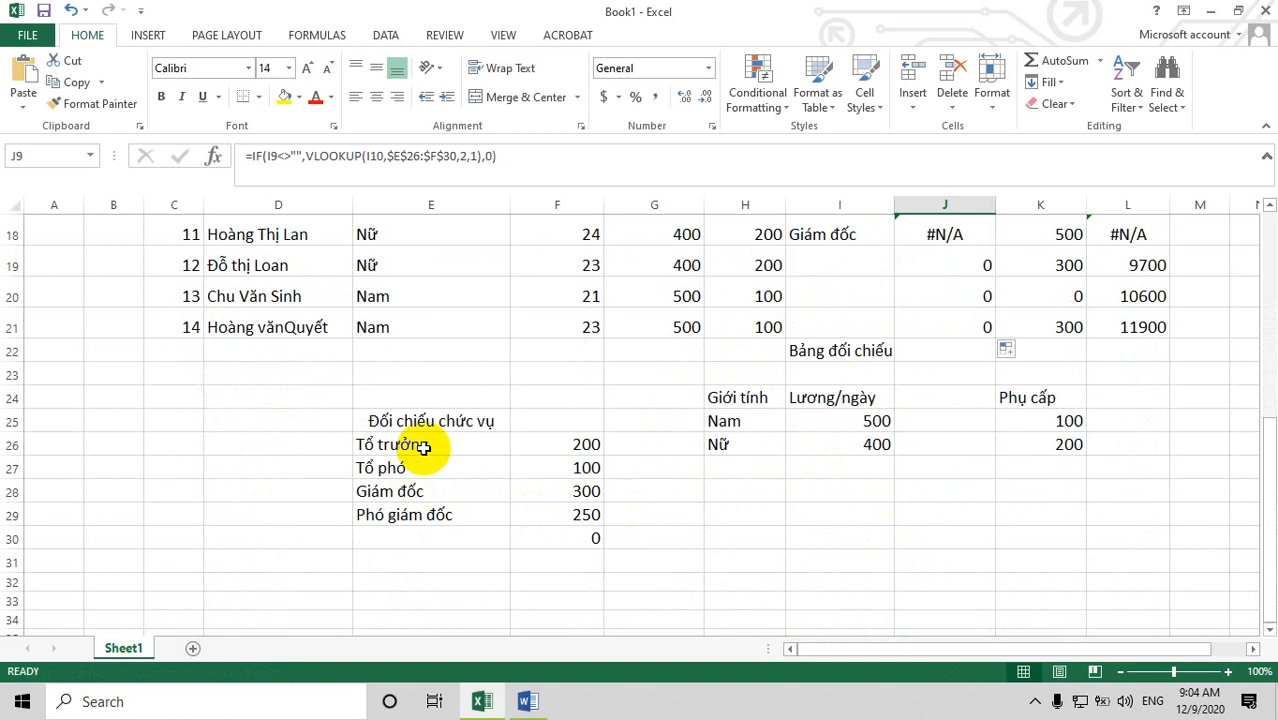 Book1 - Excel
FILE HOME INSERT PAGE LAYOUT FORMULAS DATA REVIEW VIEW ACROBAT Microsoft account
Paste Cut Copy Format Painter Clipboard
Calibri 14 B I U A Font
Wrap Text Merge & Center Alignment
General $ % , Number
Conditional Formatting Format as Table Cell Styles Styles
Insert Delete Format Cells
AutoSum Fill Clear Sort & Filter Find & Select Editing
J9 fx =IF(I9<>"",VLOOKUP(I10,$E$26:$F$30,2,1),0)
A B C D E F G H I J K L M
18 11 Hoàng Thị Lan Nữ 24 400 200 Giám đốc #N/A 500 #N/A
19 12 Đỗ thị Loan Nữ 23 400 200 0 300 9700
20 13 Chu Văn Sinh Nam 21 500 100 0 0 10600
21 14 Hoàng vănQuyết Nam 23 500 100 0 300 11900
22 Bảng đối chiếu
23
24 Giới tính Lương/ngày Phụ cấp
25 Đối chiếu chức vụ Nam 500 100
26 Tổ trưởng 200 Nữ 400 200
27 Tổ phó 100
28 Giám đốc 300
29 Phó giám đốc 250
30 0
31
32
33
34
Sheet1
READY 100%
Search ENG 9:04 AM
12/9/2020